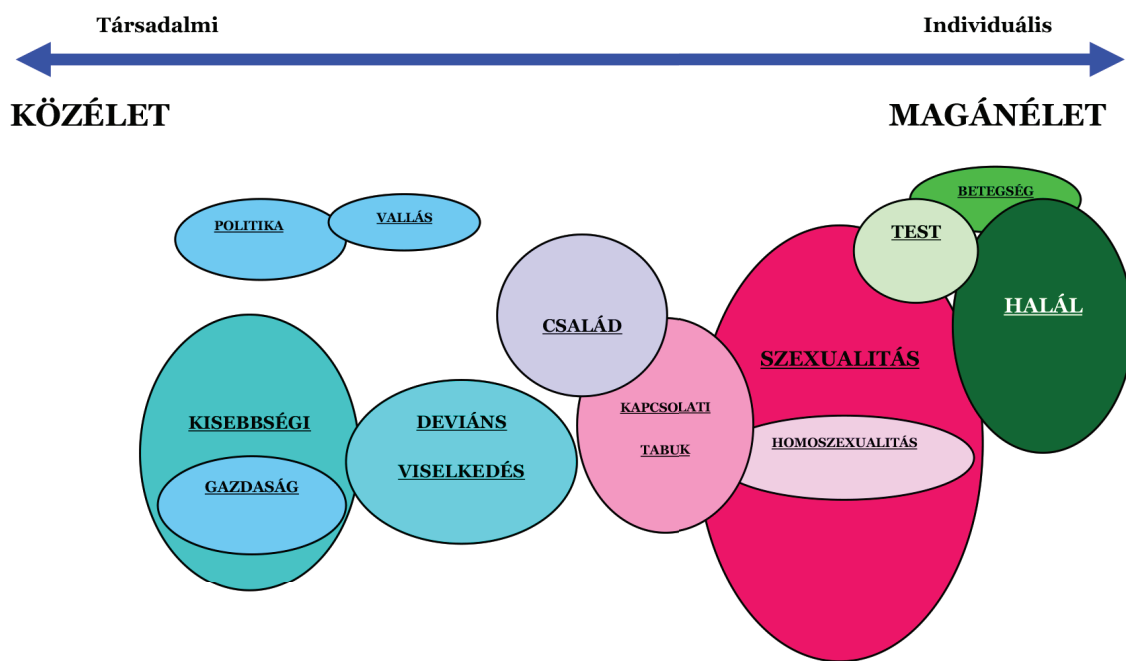 Társadalmi
Individuális
KÖZÉLET
MAGÁNÉLET
BETEGSÉG
POLITIKA
VALLÁS
TEST
HALÁL
CSALÁD
SZEXUALITÁS
KAPCSOLATI
TABUK
KISEBBSÉGI
DEVIÁNS
VISELKEDÉS
HOMOSZEXUALITÁS
GAZDASÁG